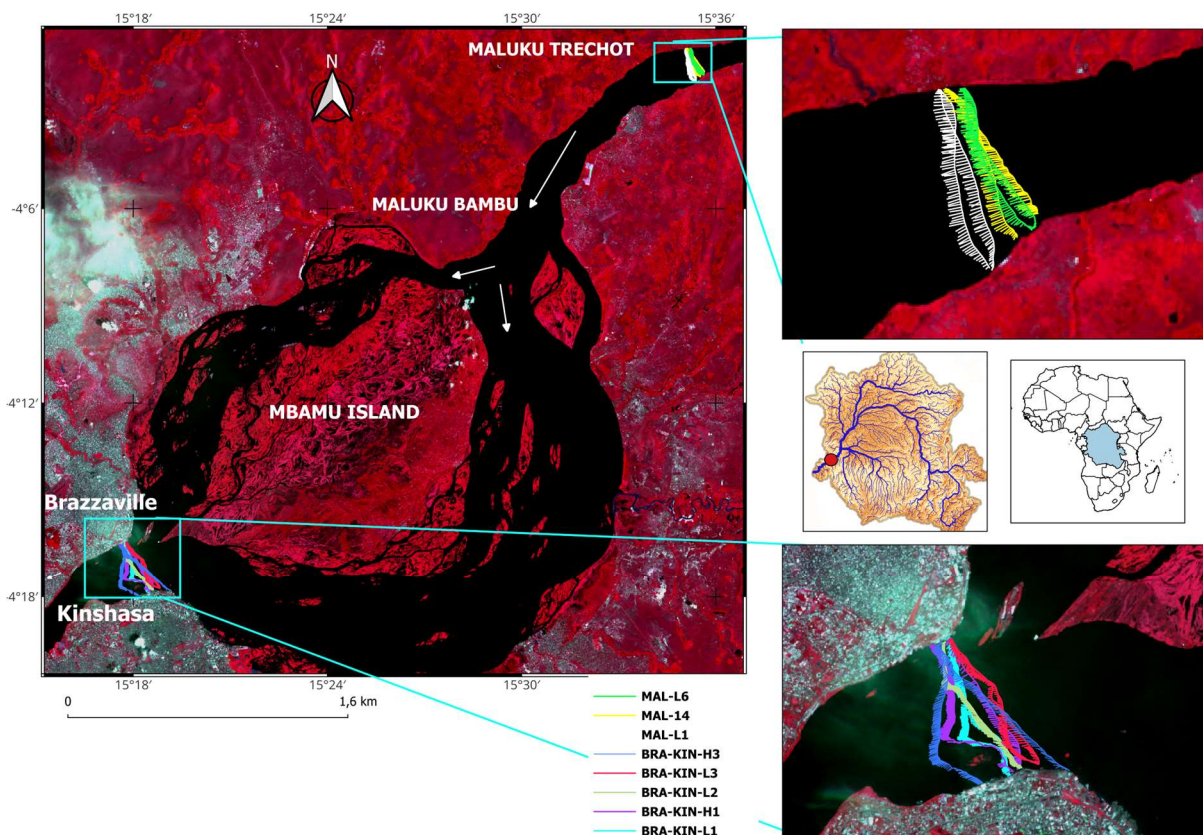 15°18'
15°24'
15°30'
15°36'
MALUKU TRECHOT
N
-4°6'
MALUKU BAMBU
-4°12'
MBAMU ISLAND
Brazzaville
-4°18'
Kinshasa
15°18'
15°24'
15°30'
0
1,6 km
MAL-L6
MAL-14
MAL-L1
BRA-KIN-H3
BRA-KIN-L3
BRA-KIN-L2
BRA-KIN-H1
BRA-KIN-L1